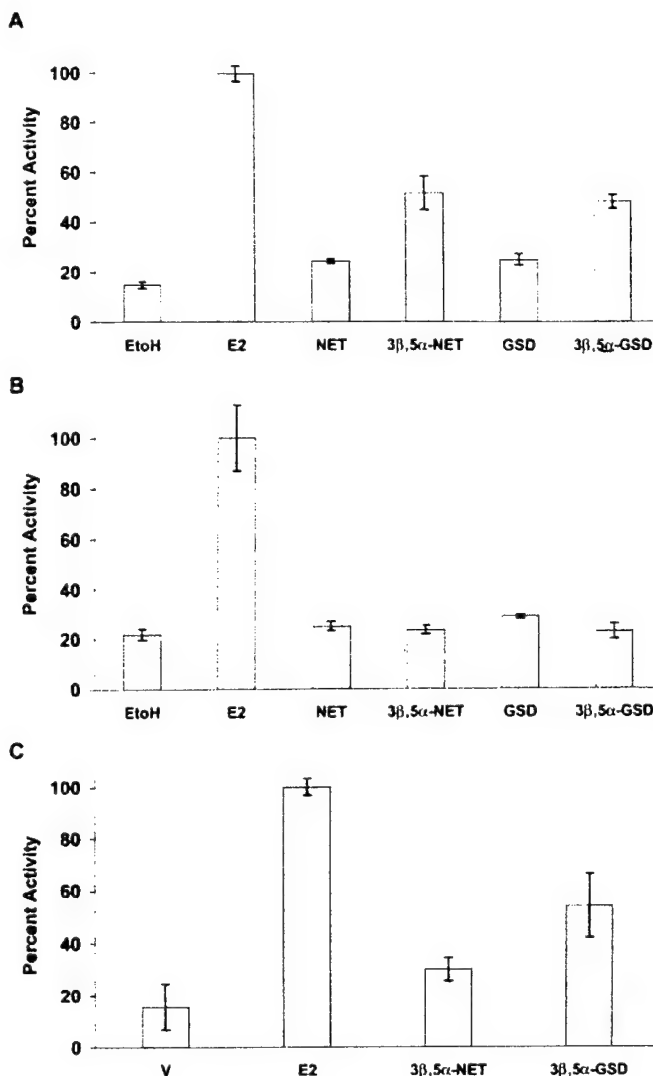 A
Percent Activity
100
80
60
40
20
0
EtoH E2 NET 3β,5α-NET GSD 3β,5α-GSD
B
Percent Activity
100
80
60
40
20
0
EtoH E2 NET 3β,5α-NET GSD 3β,5α-GSD
C
Percent Activity
100
80
60
40
20
0
V E2 3β,5α-NET 3β,5α-GSD